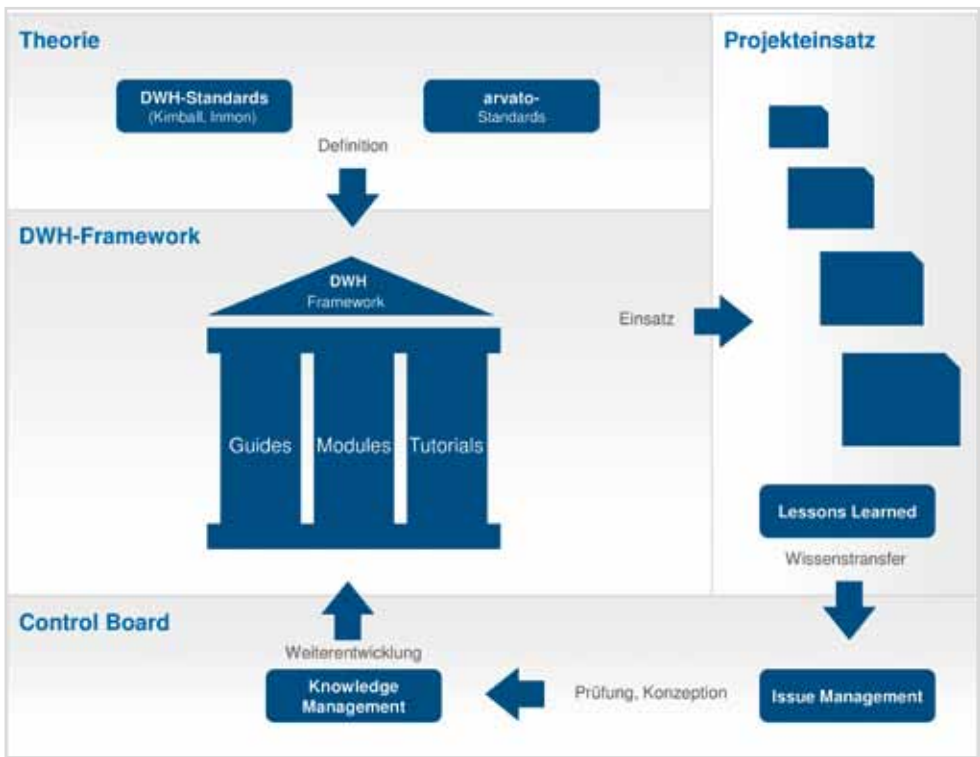 Theorie
DWH-Standards
(Kimball, Inmon)
arvato-
Standards
Definition
Projekteinsatz
DWH-Framework
DWH
Framework
Guides
Modules
Tutorials
Einsatz
Lessons Learned
Wissenstransfer
Control Board
Weiterentwicklung
Knowledge
Management
Prüfung, Konzeption
Issue Management